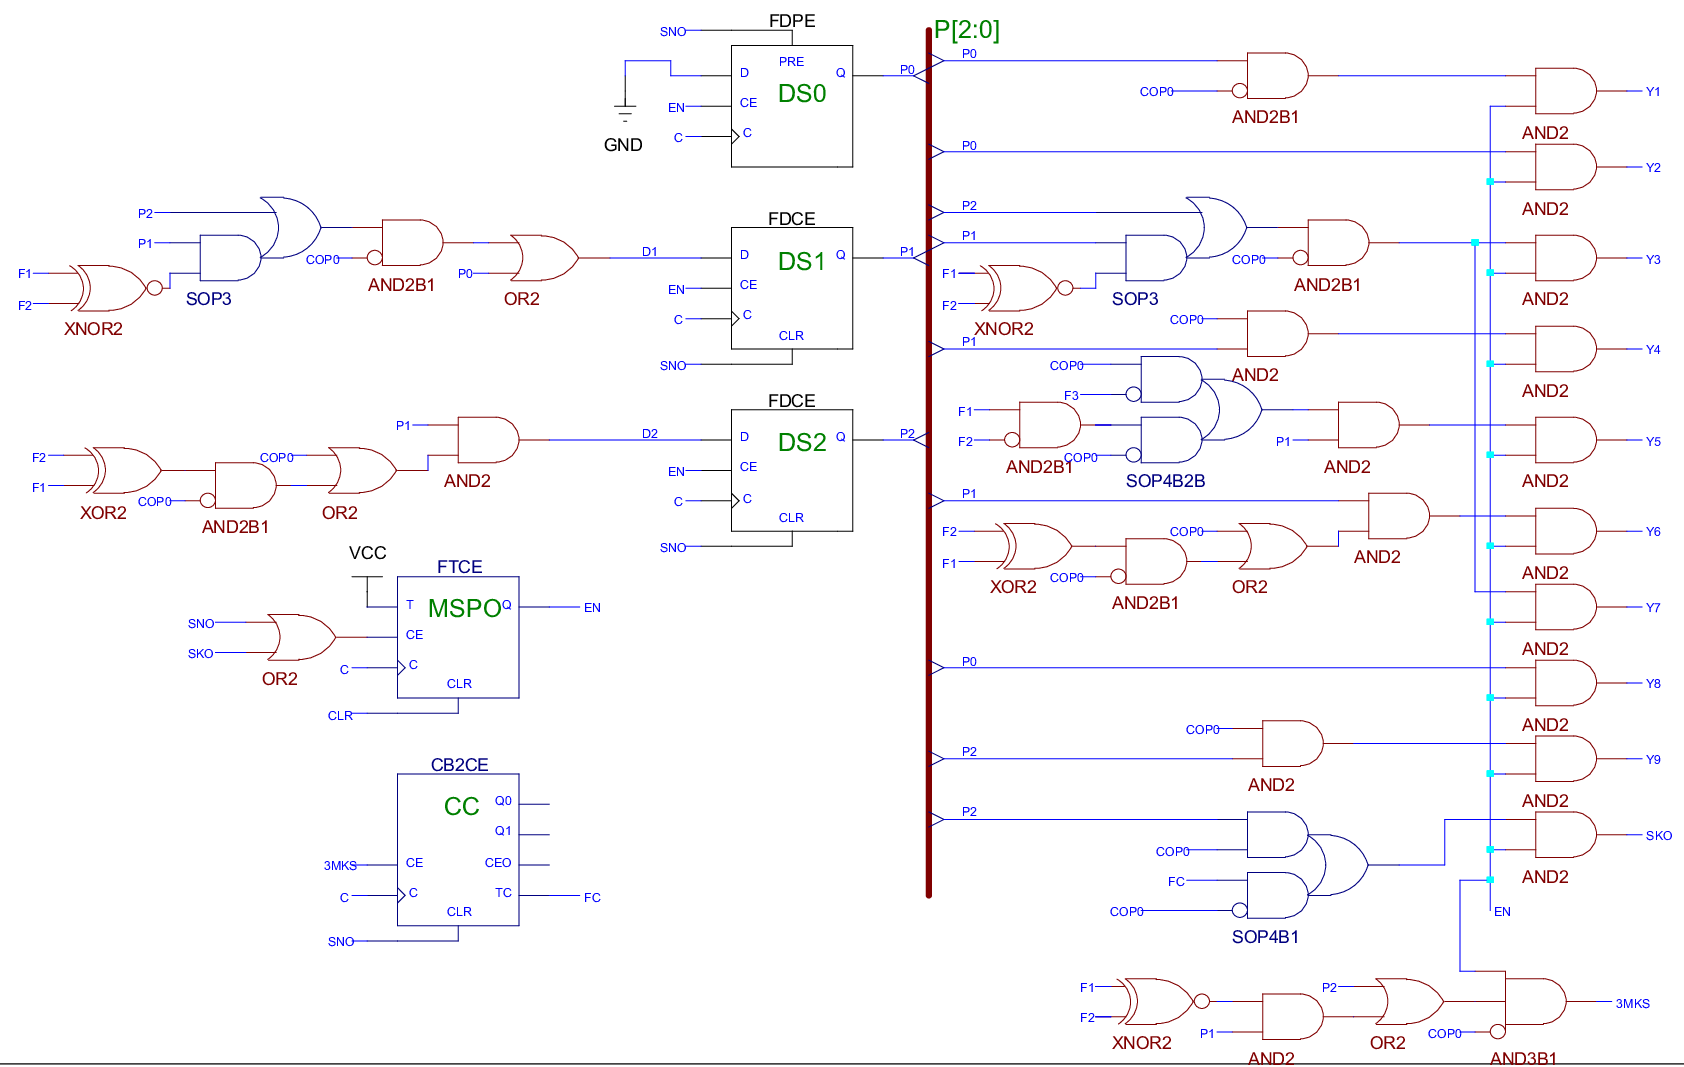 FDPE
SNO
PRE
D
Q
P0
DS0
EN
CE
C
C
GND
P[2:0]
P0
COP0
AND2B1
AND2
Y1
P0
AND2
Y2
P2
P1
F1
F2
XNOR2
SOP3
COP0
AND2B1
P0
OR2
D1
FDCE
D
Q
P1
DS1
EN
CE
C
C
CLR
SNO
P2
P1
F1
F2
XNOR2
SOP3
COP0
AND2B1
AND2
Y3
COP0
P1
AND2
AND2
Y4
F2
F1
XOR2
COP0
AND2B1
COP0
OR2
P1
AND2
D2
FDCE
D
Q
P2
DS2
EN
CE
C
C
CLR
SNO
COP0
F3
F1
F2
AND2B1
COP0
SOP4B2B
P1
AND2
AND2
Y5
P1
F2
F1
XOR2
COP0
AND2B1
COP0
OR2
AND2
AND2
Y6
AND2
Y7
VCC
FTCE
T
MSPO
Q
EN
SNO
SKO
OR2
CE
C
C
CLR
CLR
P0
AND2
Y8
COP0
P2
AND2
AND2
Y9
CB2CE
CC
Q0
Q1
3MKS
CE
CEO
C
C
TC
FC
CLR
SNO
P2
COP0
FC
COP0
SOP4B1
AND2
SKO
EN
F1
F2
XNOR2
P1
AND2
P2
OR2
COP0
AND3B1
3MKS